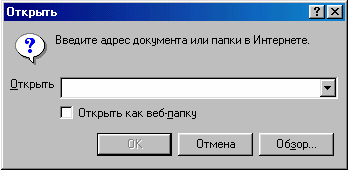 Открыть
Введите адрес документа или папки в Интернете.
Открыть
Открыть как веб-папку
OK Отмена Обзор...